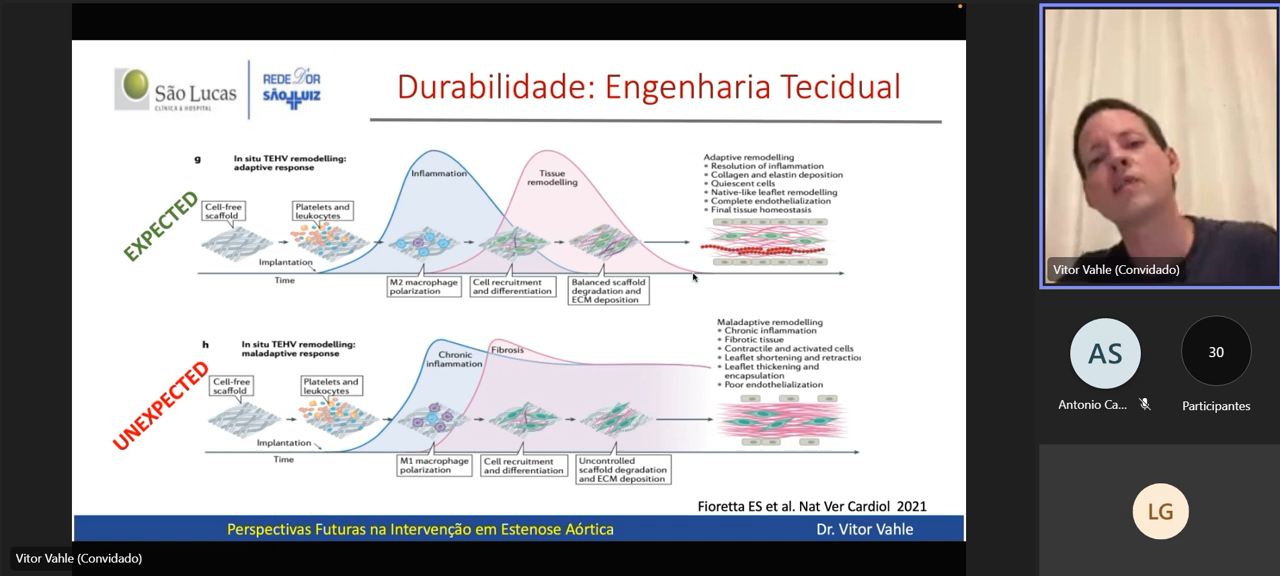 São Lucas
CLÍNICA & HOSPITAL
REDE D'OR
SÃO LUIZ
Durabilidade: Engenharia Tecidual
EXPECTED
g
In situ TEHV remodelling:
adaptive response
Cell-free
scaffold
Platelets and
leukocytes
Implantation
Time
Inflammation
Tissue
remodelling
M2 macrophage
polarization
Cell recruitment
and differentiation
Balanced scaffold
degradation and
ECM deposition
Adaptive remodelling
• Resolution of inflammation
• Collagen and elastin deposition
• Quiescent cells
• Native-like leaflet remodelling
• Complete endothelialization
• Final tissue homeostasis
UNEXPECTED
h
In situ TEHV remodelling:
maladaptive response
Cell-free
scaffold
Platelets and
leukocytes
Implantation
Time
Chronic
inflammation
Fibrosis
M1 macrophage
polarization
Cell recruitment
and differentiation
Uncontrolled
scaffold degradation
and ECM deposition
Maladaptive remodelling
• Chronic inflammation
• Fibrotic tissue
• Contractile and activated cells
• Leaflet shortening and retraction
• Leaflet thickening and
encapsulation
• Poor endothelialization
Fioretta ES et al. Nat Ver Cardiol 2021
Perspectivas Futuras na Intervenção em Estenose Aórtica
Dr. Vitor Vahle
Vitor Vahle (Convidado)
Vitor Vahle (Convidado)
AS
Antonio Ca...
30
Participantes
LG